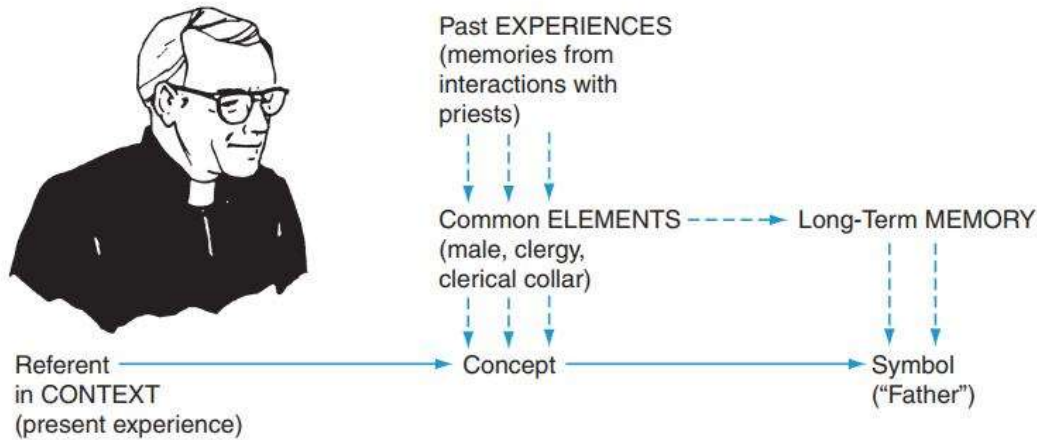 Past EXPERIENCES
(memories from
interactions with
priests)
Common ELEMENTS
(male, clergy,
clerical collar)
Long-Term MEMORY
Referent
in CONTEXT
(present experience)
Concept
Symbol
(“Father”)